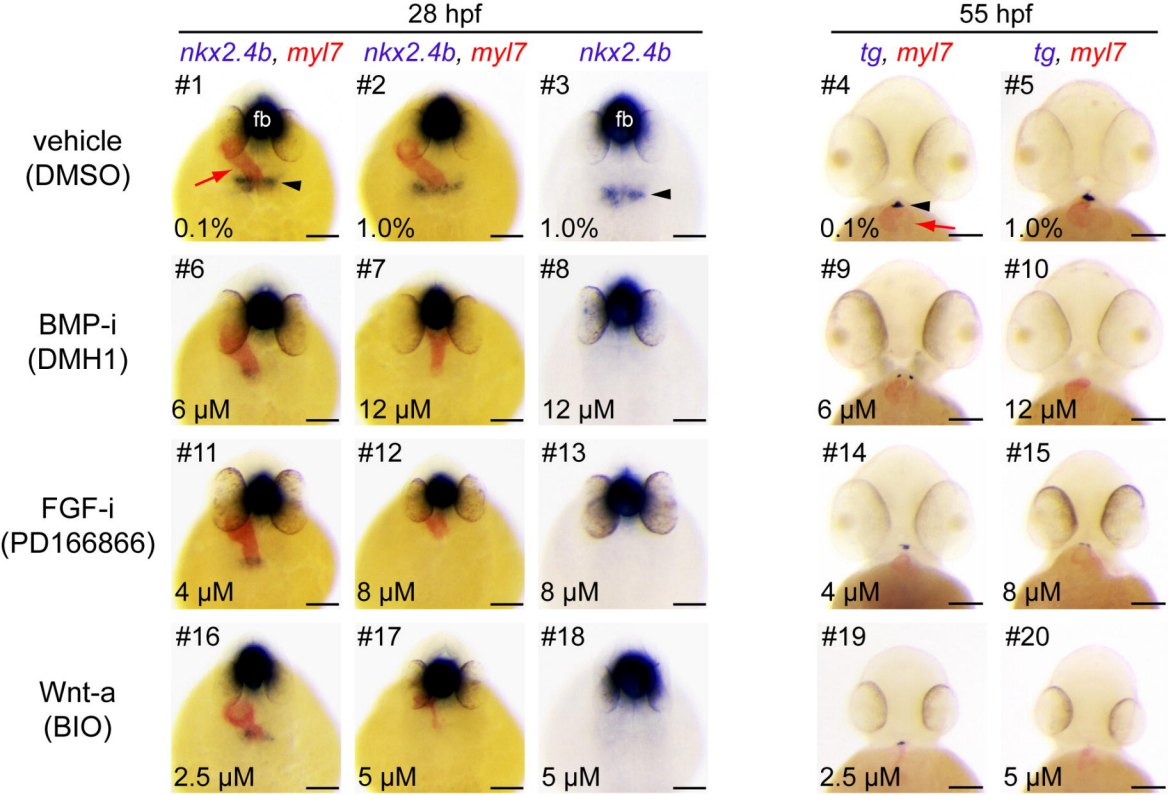 28 hpf
55 hpf
nkx2.4b, myl7
nkx2.4b, myl7
nkx2.4b
tg, myl7
tg, myl7
vehicle
(DMSO)
#1
fb
0.1%
#2
1.0%
#3
fb
1.0%
#4
0.1%
#5
1.0%
BMP-i
(DMH1)
#6
6 µM
#7
12 µM
#8
12 µM
#9
6 µM
#10
12 µM
FGF-i
(PD166866)
#11
4 µM
#12
8 µM
#13
8 µM
#14
4 µM
#15
8 µM
Wnt-a
(BIO)
#16
2.5 µM
#17
5 µM
#18
5 µM
#19
2.5 µM
#20
5 µM